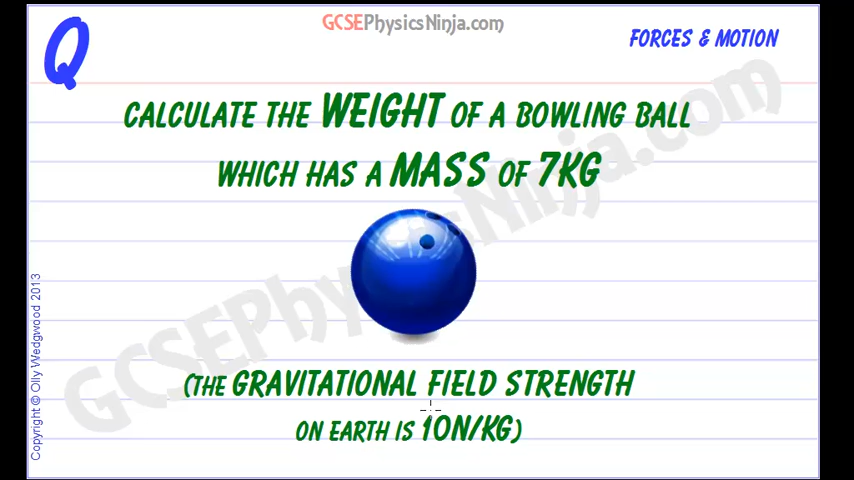 GCSEPhysicsNinja.com
Q
FORCES & MOTION
CALCULATE THE WEIGHT OF A BOWLING BALL
WHICH HAS A MASS OF 7KG
GCSEPhysicsNinja.com
(THE GRAVITATIONAL FIELD STRENGTH
ON EARTH IS 10N/KG)
Copyright © Olly Wedgwood 2013